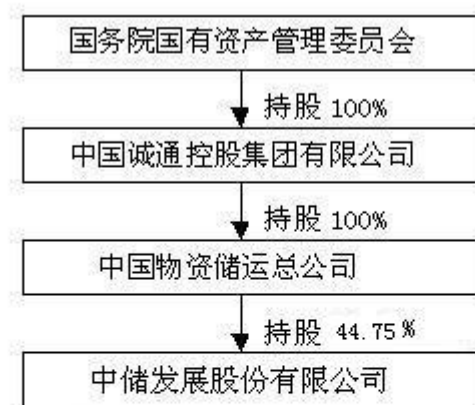 国务院国有资产管理委员会
持股 100%
中国诚通控股集团有限公司
持股 100%
中国物资储运总公司
持股 44.75%
中储发展股份有限公司